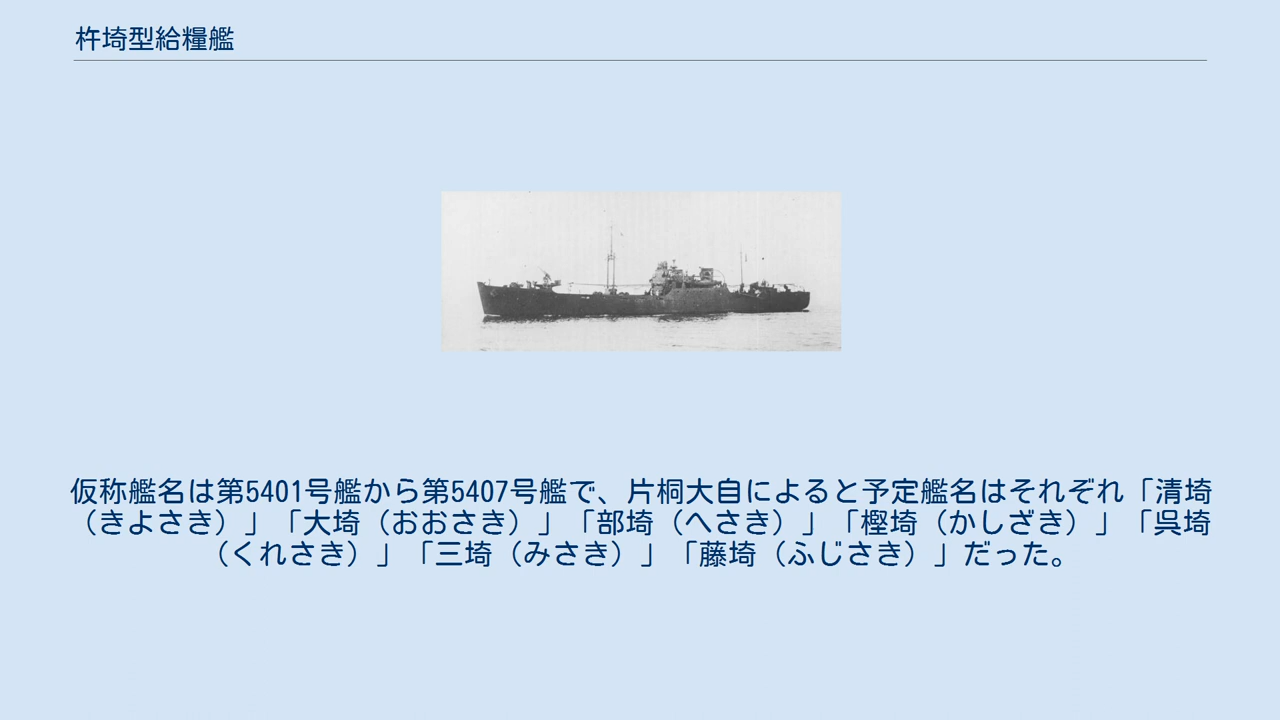 杵埼型給糧艦
仮称艦名は第5401号艦から第5407号艦で、片桐大自によると予定艦名はそれぞれ「清埼
（きよさき）」「大埼（おおさき）」「部埼（へさき）」「樫埼（かしざき）」「呉埼
（くれさき）」「三埼（みさき）」「藤埼（ふじさき）」だった。